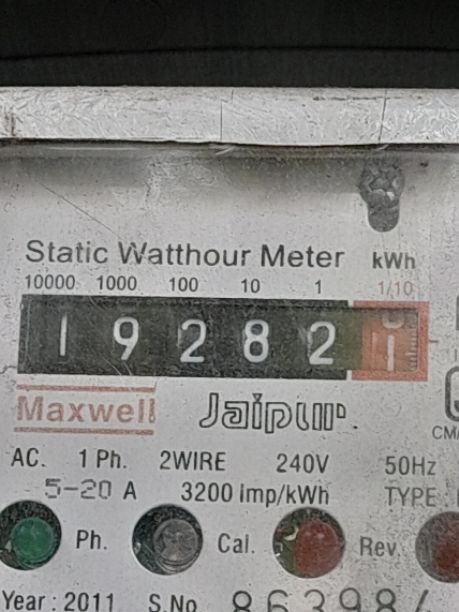 Static Watthour Meter kWh
10000 1000 100 10 1 1/10
1 9 2 8 2 1
Maxwell Jaipur
AC. 1 Ph. 2WIRE 240V 50Hz
5-20 A 3200 Imp/kWh TYPE :
Ph. Cal. Rev.
Year : 2011 S.No